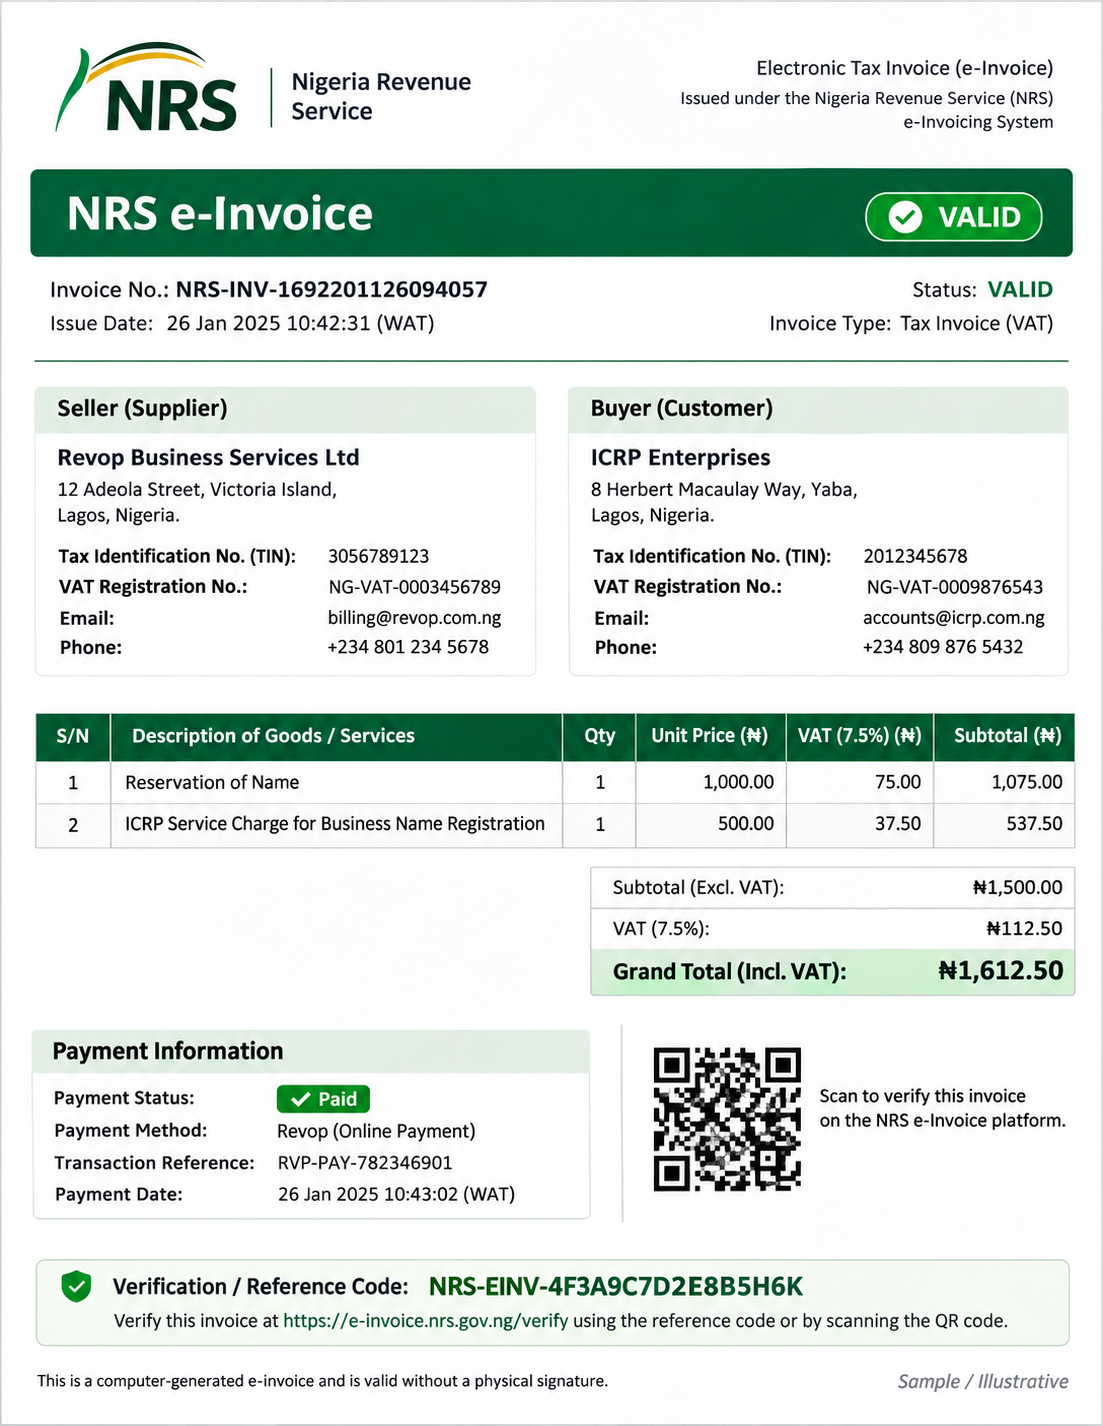 NRS
Nigeria Revenue
Service
Electronic Tax Invoice (e-Invoice)
Issued under the Nigeria Revenue Service (NRS)
e-Invoicing System
NRS e-Invoice
VALID
Invoice No.: NRS-INV-1692201126094057
Status: VALID
Issue Date: 26 Jan 2025 10:42:31 (WAT)
Invoice Type: Tax Invoice (VAT)
Seller (Supplier)
Revop Business Services Ltd
12 Adeola Street, Victoria Island,
Lagos, Nigeria.
Tax Identification No. (TIN): 3056789123
VAT Registration No.: NG-VAT-0003456789
Email: billing@revop.com.ng
Phone: +234 801 234 5678
Buyer (Customer)
ICRP Enterprises
8 Herbert Macaulay Way, Yaba,
Lagos, Nigeria.
Tax Identification No. (TIN): 2012345678
VAT Registration No.: NG-VAT-0009876543
Email: accounts@icrp.com.ng
Phone: +234 809 876 5432
S/N Description of Goods / Services Qty Unit Price (₦) VAT (7.5%) (₦) Subtotal (₦)
1 Reservation of Name 1 1,000.00 75.00 1,075.00
2 ICRP Service Charge for Business Name Registration 1 500.00 37.50 537.50
Subtotal (Excl. VAT): ₦1,500.00
VAT (7.5%): ₦112.50
Grand Total (Incl. VAT): ₦1,612.50
Payment Information
Payment Status: Paid
Payment Method: Revop (Online Payment)
Transaction Reference: RVP-PAY-782346901
Payment Date: 26 Jan 2025 10:43:02 (WAT)
Scan to verify this invoice
on the NRS e-Invoice platform.
Verification / Reference Code: NRS-EINV-4F3A9C7D2E8B5H6K
Verify this invoice at https://e-invoice.nrs.gov.ng/verify using the reference code or by scanning the QR code.
This is a computer-generated e-invoice and is valid without a physical signature.
Sample / Illustrative